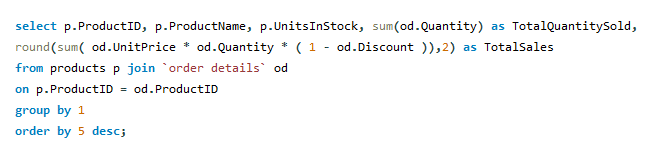 select p.ProductID, p.ProductName, p.UnitsInStock, sum(od.Quantity) as TotalQuantitySold,
round(sum( od.UnitPrice * od.Quantity * ( 1 - od.Discount )),2) as TotalSales
from products p join `order details` od
on p.ProductID = od.ProductID
group by 1
order by 5 desc;